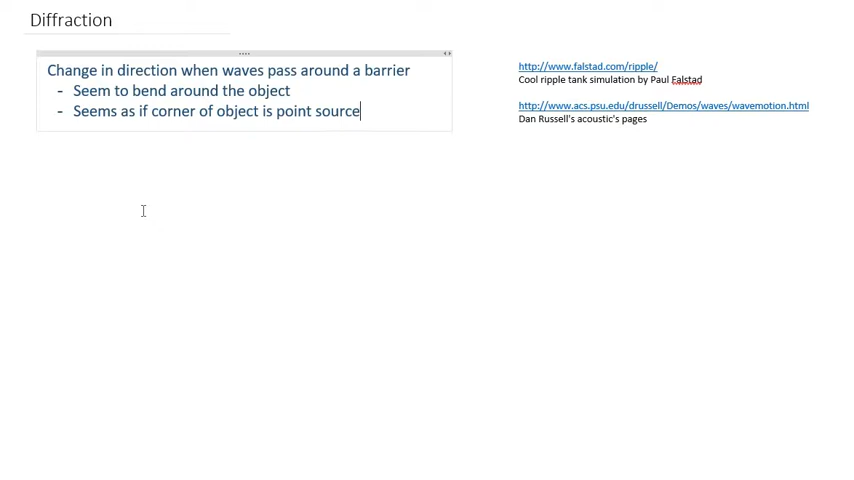 Diffraction
Change in direction when waves pass around a barrier
- Seem to bend around the object
- Seems as if corner of object is point source
http://www.falstad.com/ripple/
Cool ripple tank simulation by Paul Falstad
http://www.acs.psu.edu/drussell/Demos/waves/wavemotion.html
Dan Russell's acoustic's pages